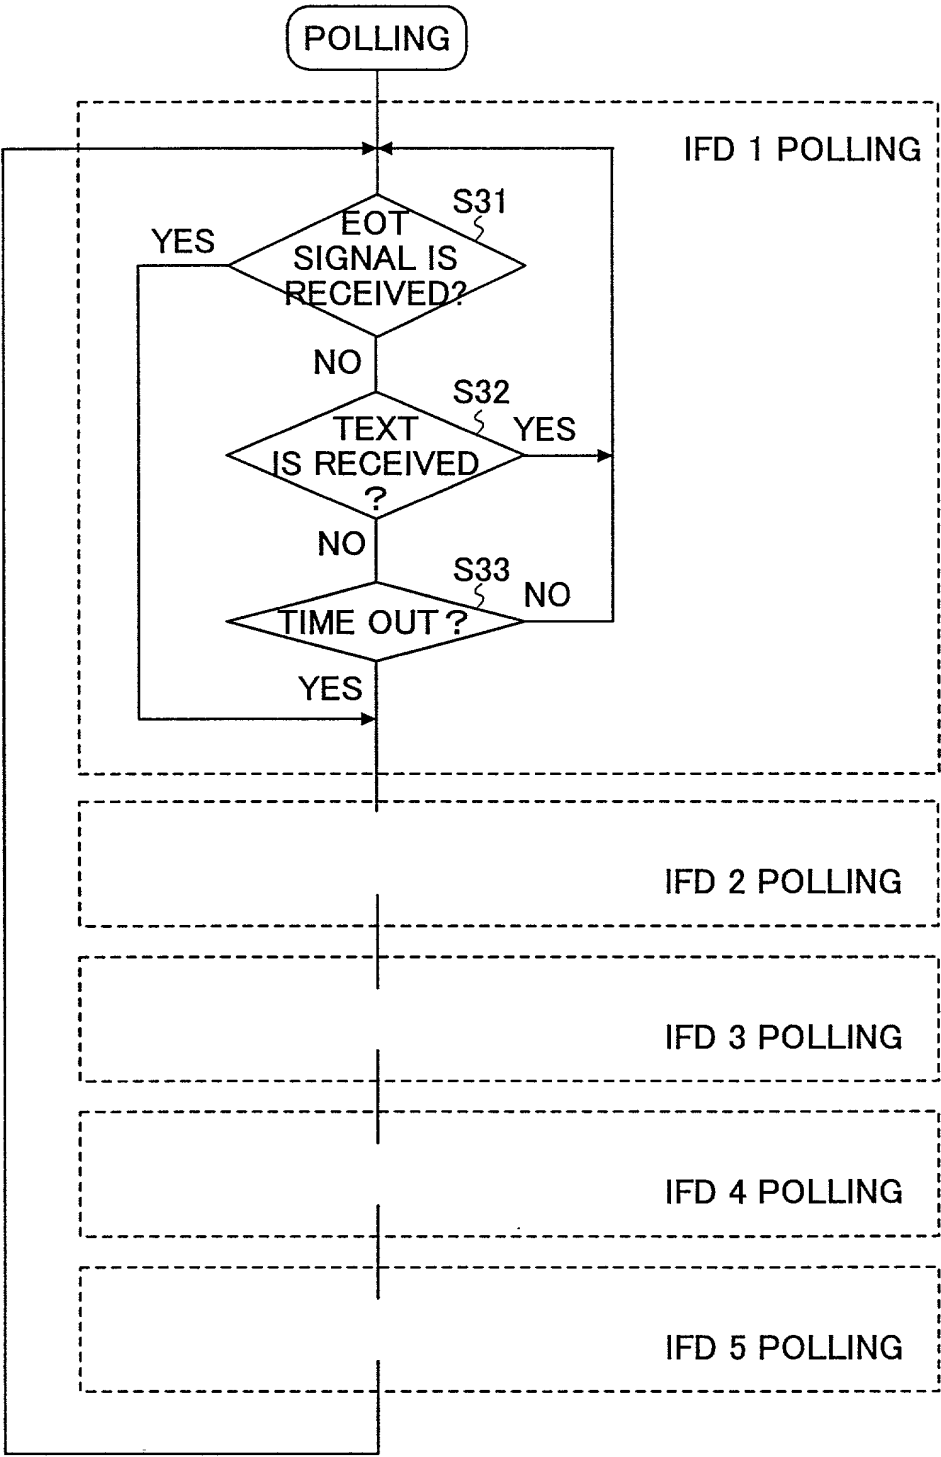 POLLING
IFD 1 POLLING
S31
YES
EOT
SIGNAL IS
RECEIVED?
NO
S32
TEXT
IS RECEIVED
?
YES
NO
S33
TIME OUT?
NO
YES
IFD 2 POLLING
IFD 3 POLLING
IFD 4 POLLING
IFD 5 POLLING